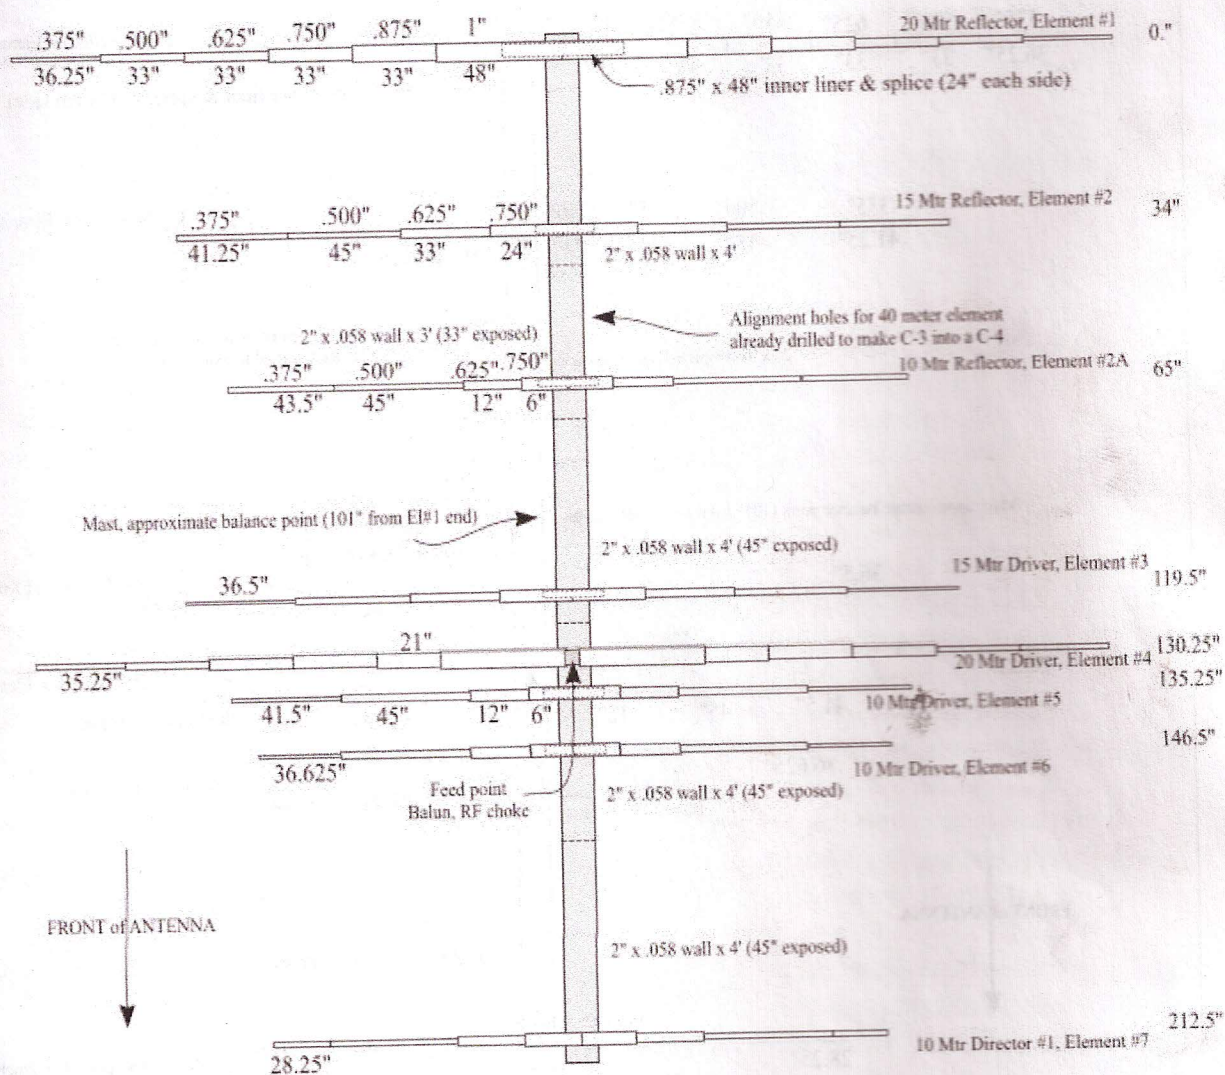 .375" .500" .625" .750" .875" 1" 20 Mtr Reflector, Element #1 0."
36.25" 33" 33" 33" 33" 48"
.875" x 48" inner liner & splice (24" each side)
.375" .500" .625" .750" 15 Mtr Reflector, Element #2 34"
41.25" 45" 33" 24" 2" x .058 wall x 4'
Alignment holes for 40 meter element
already drilled to make C-3 into a C-4
2" x .058 wall x 3' (33" exposed)
.375" .500" .625" .750" 10 Mtr Reflector, Element #2A 65"
43.5" 45" 12" 6"
Mast, approximate balance point (101" from El#1 end)
2" x .058 wall x 4' (45" exposed)
36.5" 15 Mtr Driver, Element #3 119.5"
21" 130.25"
35.25" 20 Mtr Driver, Element #4
135.25"
41.5" 45" 12" 6" 10 Mtr Driver, Element #5
146.5"
36.625" 10 Mtr Driver, Element #6
Feed point
Balun, RF choke
2" x .058 wall x 4' (45" exposed)
FRONT of ANTENNA
2" x .058 wall x 4' (45" exposed)
212.5"
28.25" 10 Mtr Director #1, Element #7